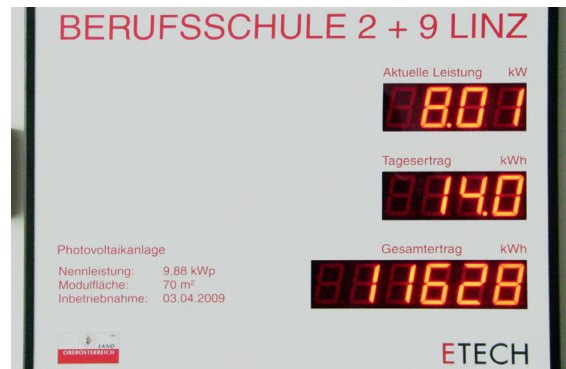 BERUFSSCHULE 2 + 9 LINZ
Aktuelle Leistung kW
8.01
Tagesertrag kWh
14.0
Photovoltaikanlage
Gesamtertrag kWh
Nennleistung: 9,88 kWp
Modulfläche: 70 m²
Inbetriebnahme: 03.04.2009
11628
LAND
OBERÖSTERREICH
ETECH